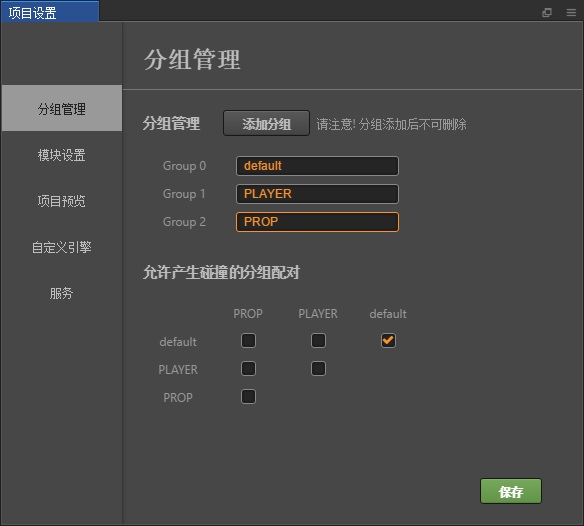 项目设置
分组管理
分组管理
模块设置
项目预览
自定义引擎
服务
分组管理 添加分组 请注意! 分组添加后不可删除
Group 0 default
Group 1 PLAYER
Group 2 PROP
允许产生碰撞的分组配对
PROP PLAYER default
default
PLAYER
PROP
保存